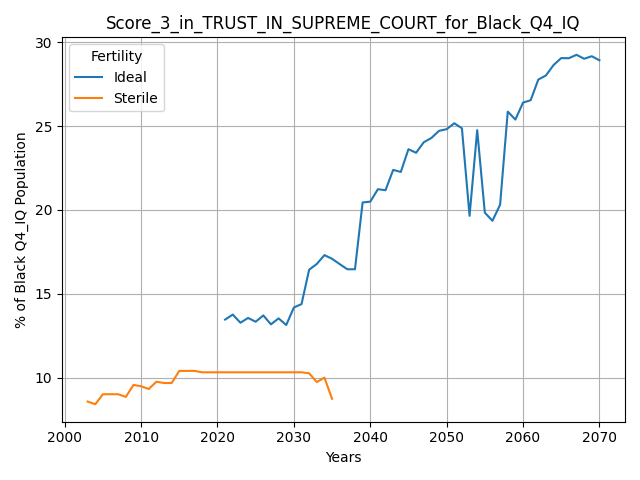 Score_3_in_TRUST_IN_SUPREME_COURT_for_Black_Q4_IQ
Fertility
Ideal
Sterile
% of Black Q4_IQ Population
30
25
20
15
10
2000 2010 2020 2030 2040 2050 2060 2070
Years